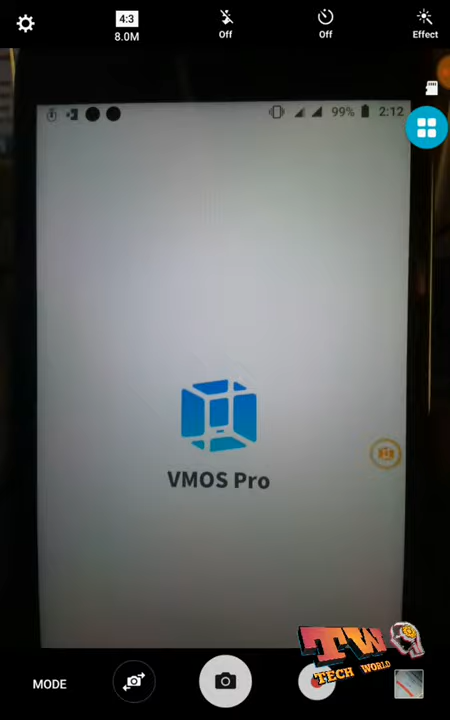 4:3
8.0M
Off
Off
Effect
99% 2:12
VMOS Pro
TW
TECH WORLD
MODE